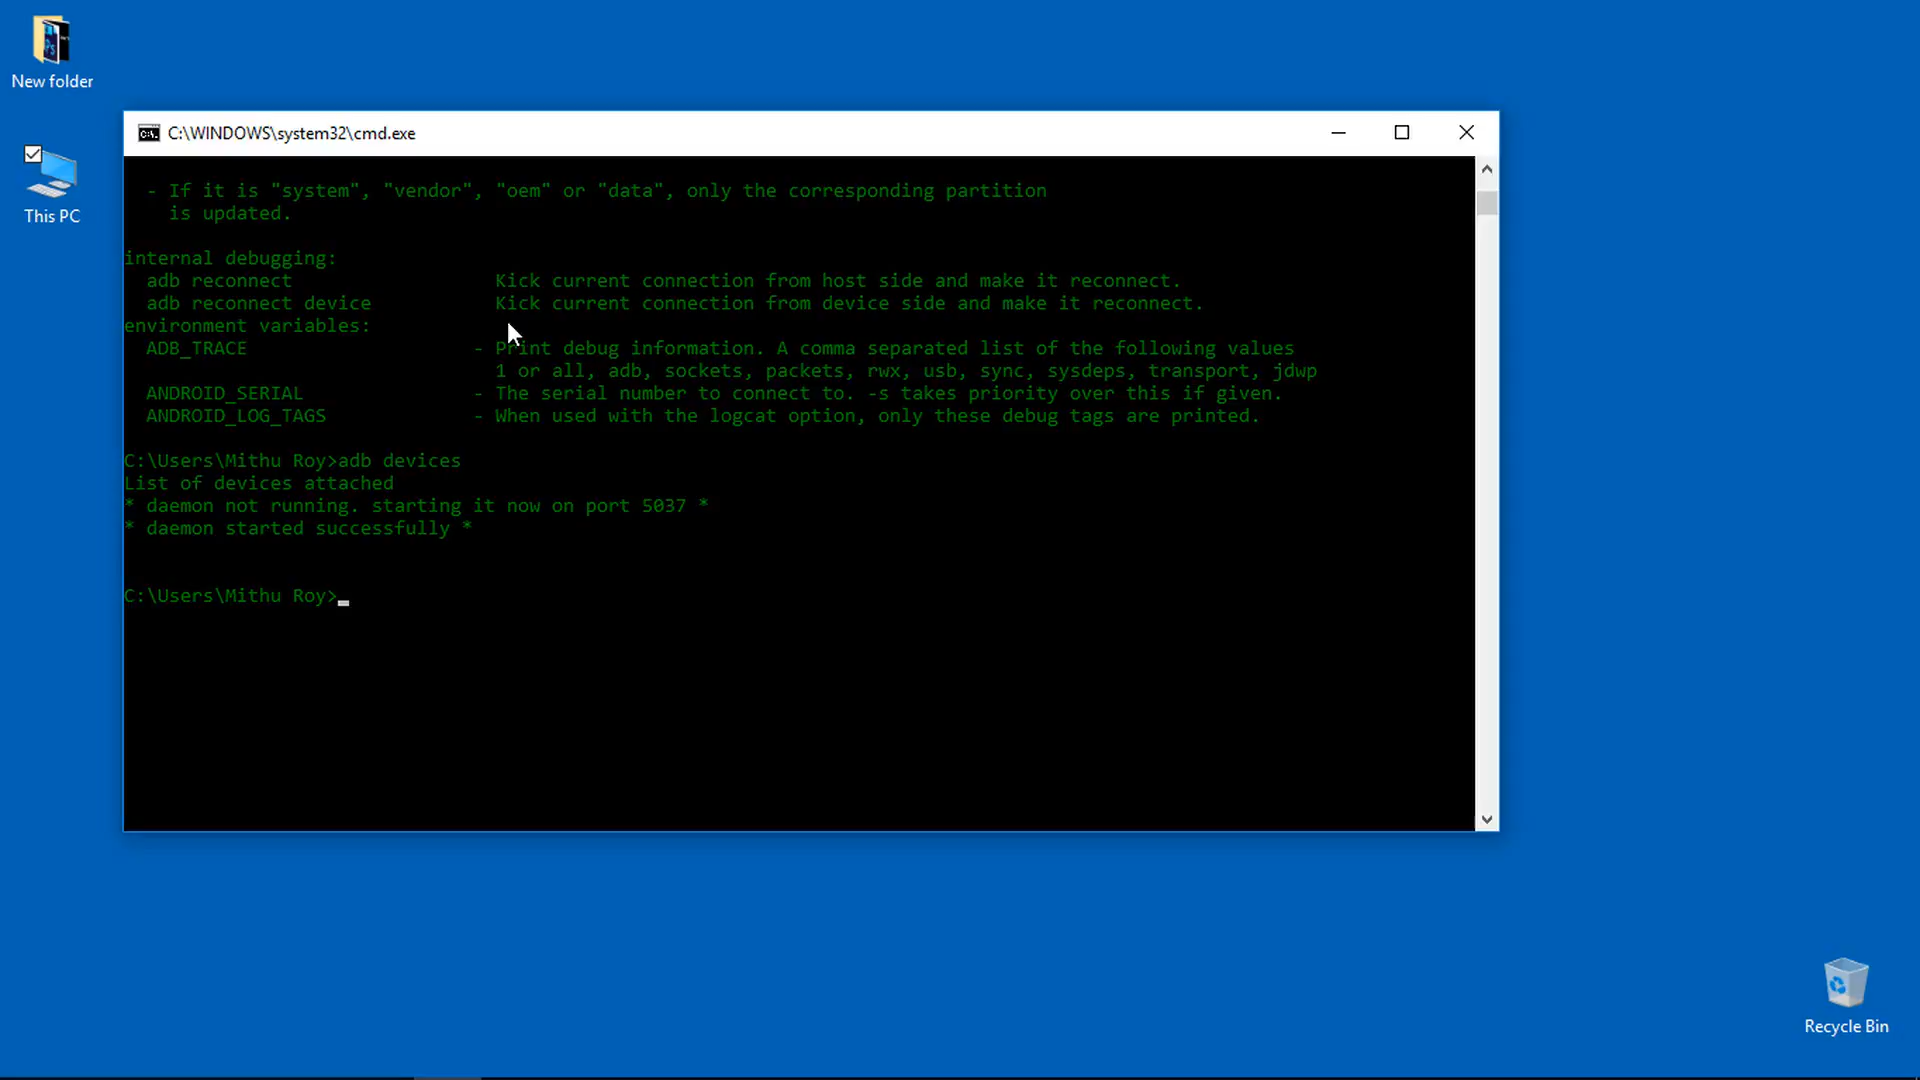 New folder
This PC
C:\WINDOWS\system32\cmd.exe
- If it is "system", "vendor", "oem" or "data", only the corresponding partition
is updated.
internal debugging:
adb reconnect Kick current connection from host side and make it reconnect.
adb reconnect device Kick current connection from device side and make it reconnect.
environment variables:
ADB_TRACE - Print debug information. A comma separated list of the following values
1 or all, adb, sockets, packets, rwx, usb, sync, sysdeps, transport, jdwp
ANDROID_SERIAL - The serial number to connect to. -s takes priority over this if given.
ANDROID_LOG_TAGS - When used with the logcat option, only these debug tags are printed.
C:\Users\Mithu Roy>adb devices
List of devices attached
* daemon not running. starting it now on port 5037 *
* daemon started successfully *
C:\Users\Mithu Roy>
Recycle Bin